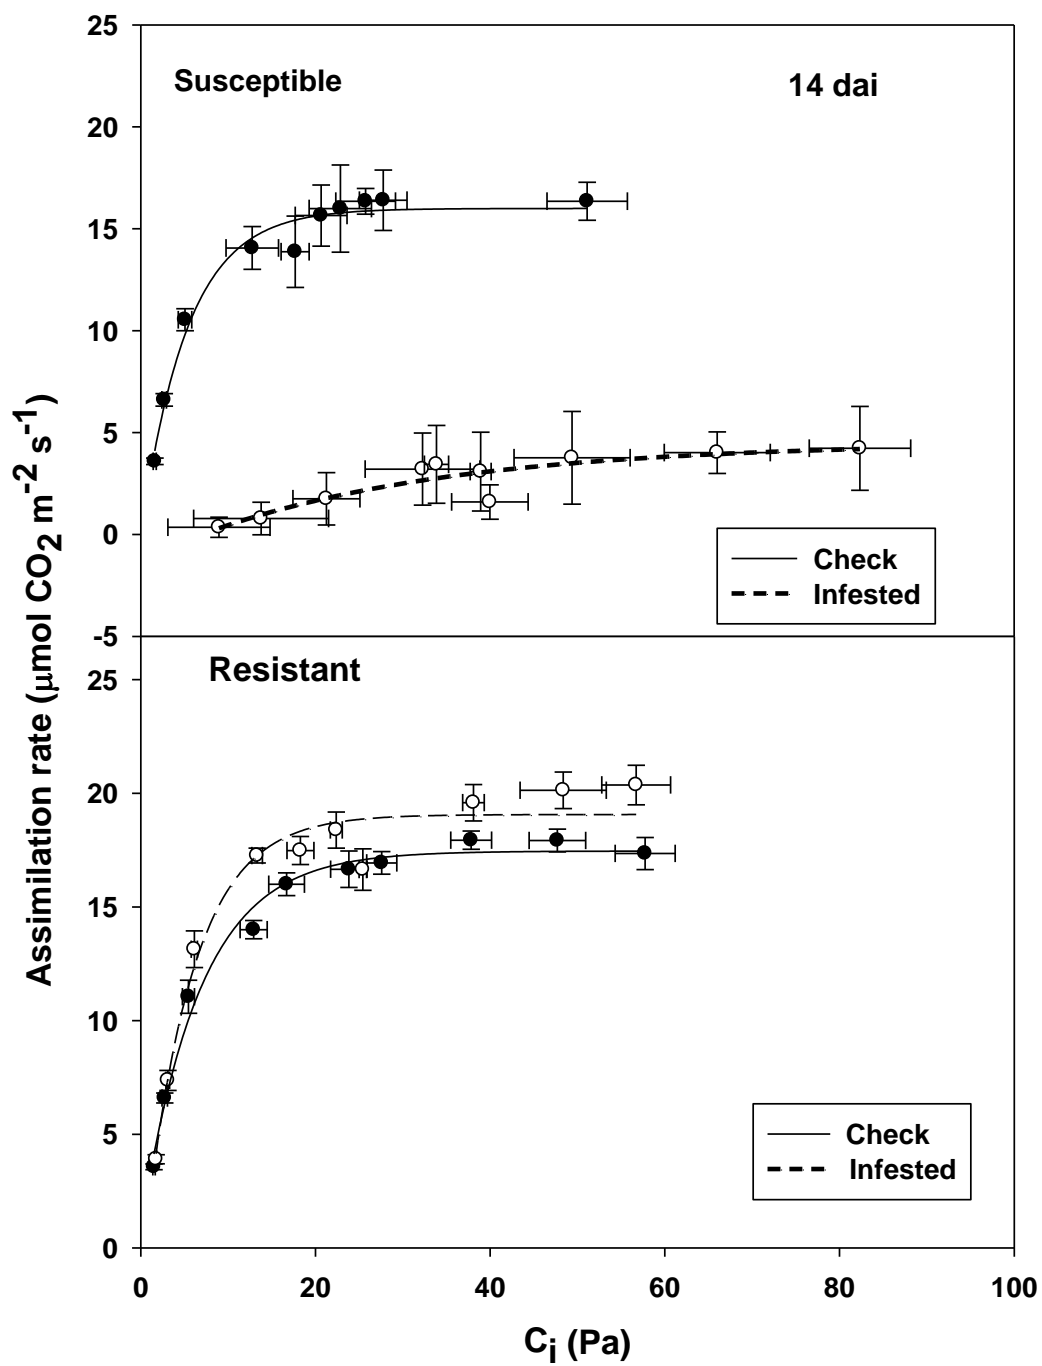 25
Susceptible
14 dai
20
15
10
5
0
Check
Infested
-5
Assimilation rate (μmol CO2 m-2 s-1)
Resistant
25
20
15
10
5
Check
Infested
0
0 20 40 60 80 100
Ci (Pa)